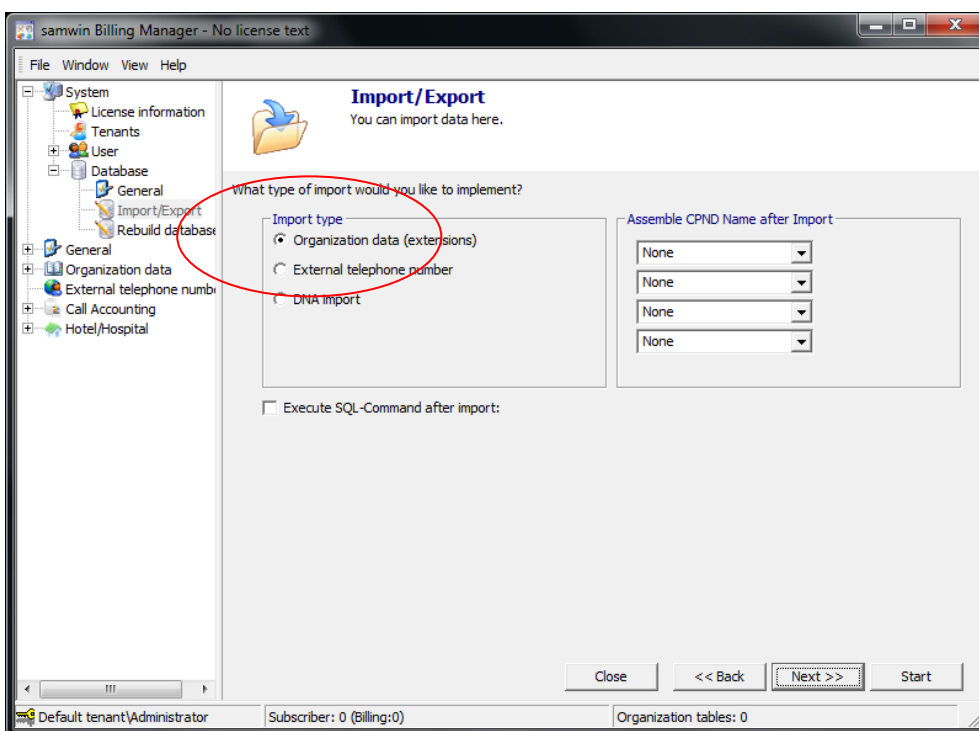 samwin Billing Manager - No license text
File Window View Help
System
License information
Tenants
User
Database
General
Import/Export
Rebuild database
General
Organization data
External telephone numb
Call Accounting
Hotel/Hospital
Import/Export
You can import data here.
What type of import would you like to implement?
Import type
Organization data (extensions)
External telephone number
DNA import
Assemble CPND Name after Import
None
None
None
None
Execute SQL-Command after import:
Close
<< Back
Next >>
Start
Default tenant\Administrator
Subscriber: 0 (Billing:0)
Organization tables: 0